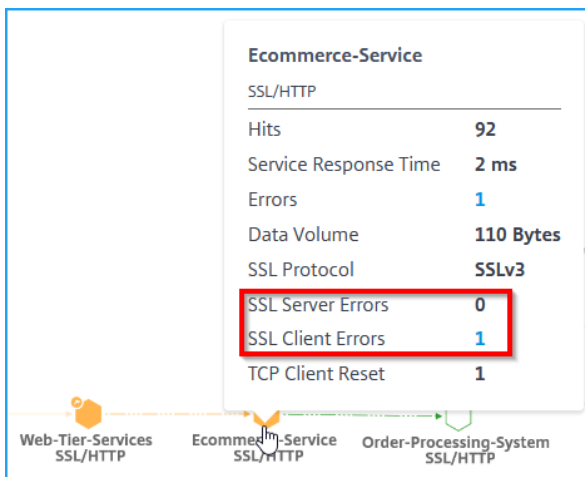 Ecommerce-Service
SSL/HTTP
Hits 92
Service Response Time 2 ms
Errors 1
Data Volume 110 Bytes
SSL Protocol SSLv3
SSL Server Errors 0
SSL Client Errors 1
TCP Client Reset 1
Web-Tier-Services
SSL/HTTP
Ecommerce-Service
SSL/HTTP
Order-Processing-System
SSL/HTTP